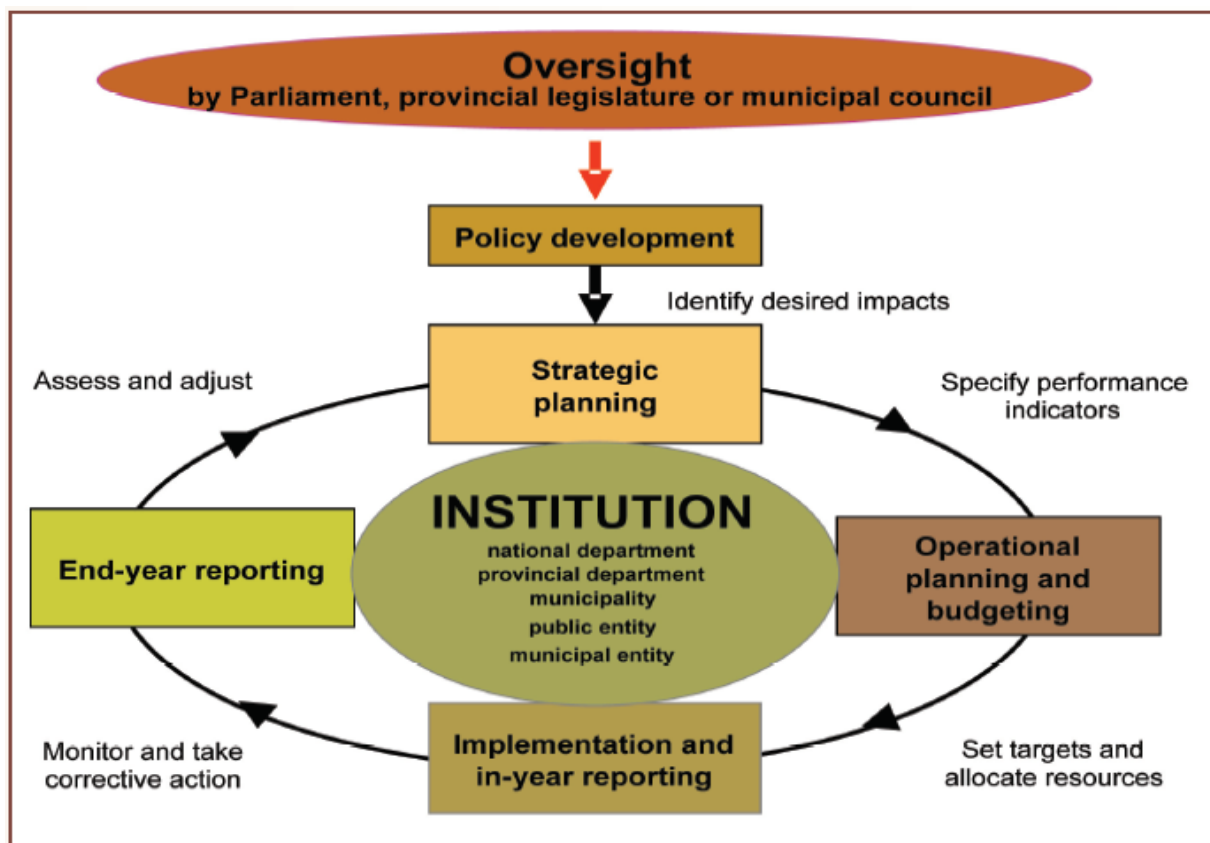 Oversight
by Parliament, provincial legislature or municipal council
Policy development
Identify desired impacts
Strategic
planning
Assess and adjust
Specify performance
indicators
INSTITUTION
national department
provincial department
municipality
public entity
municipal entity
End-year reporting
Operational
planning and
budgeting
Implementation and
in-year reporting
Monitor and take
corrective action
Set targets and
allocate resources